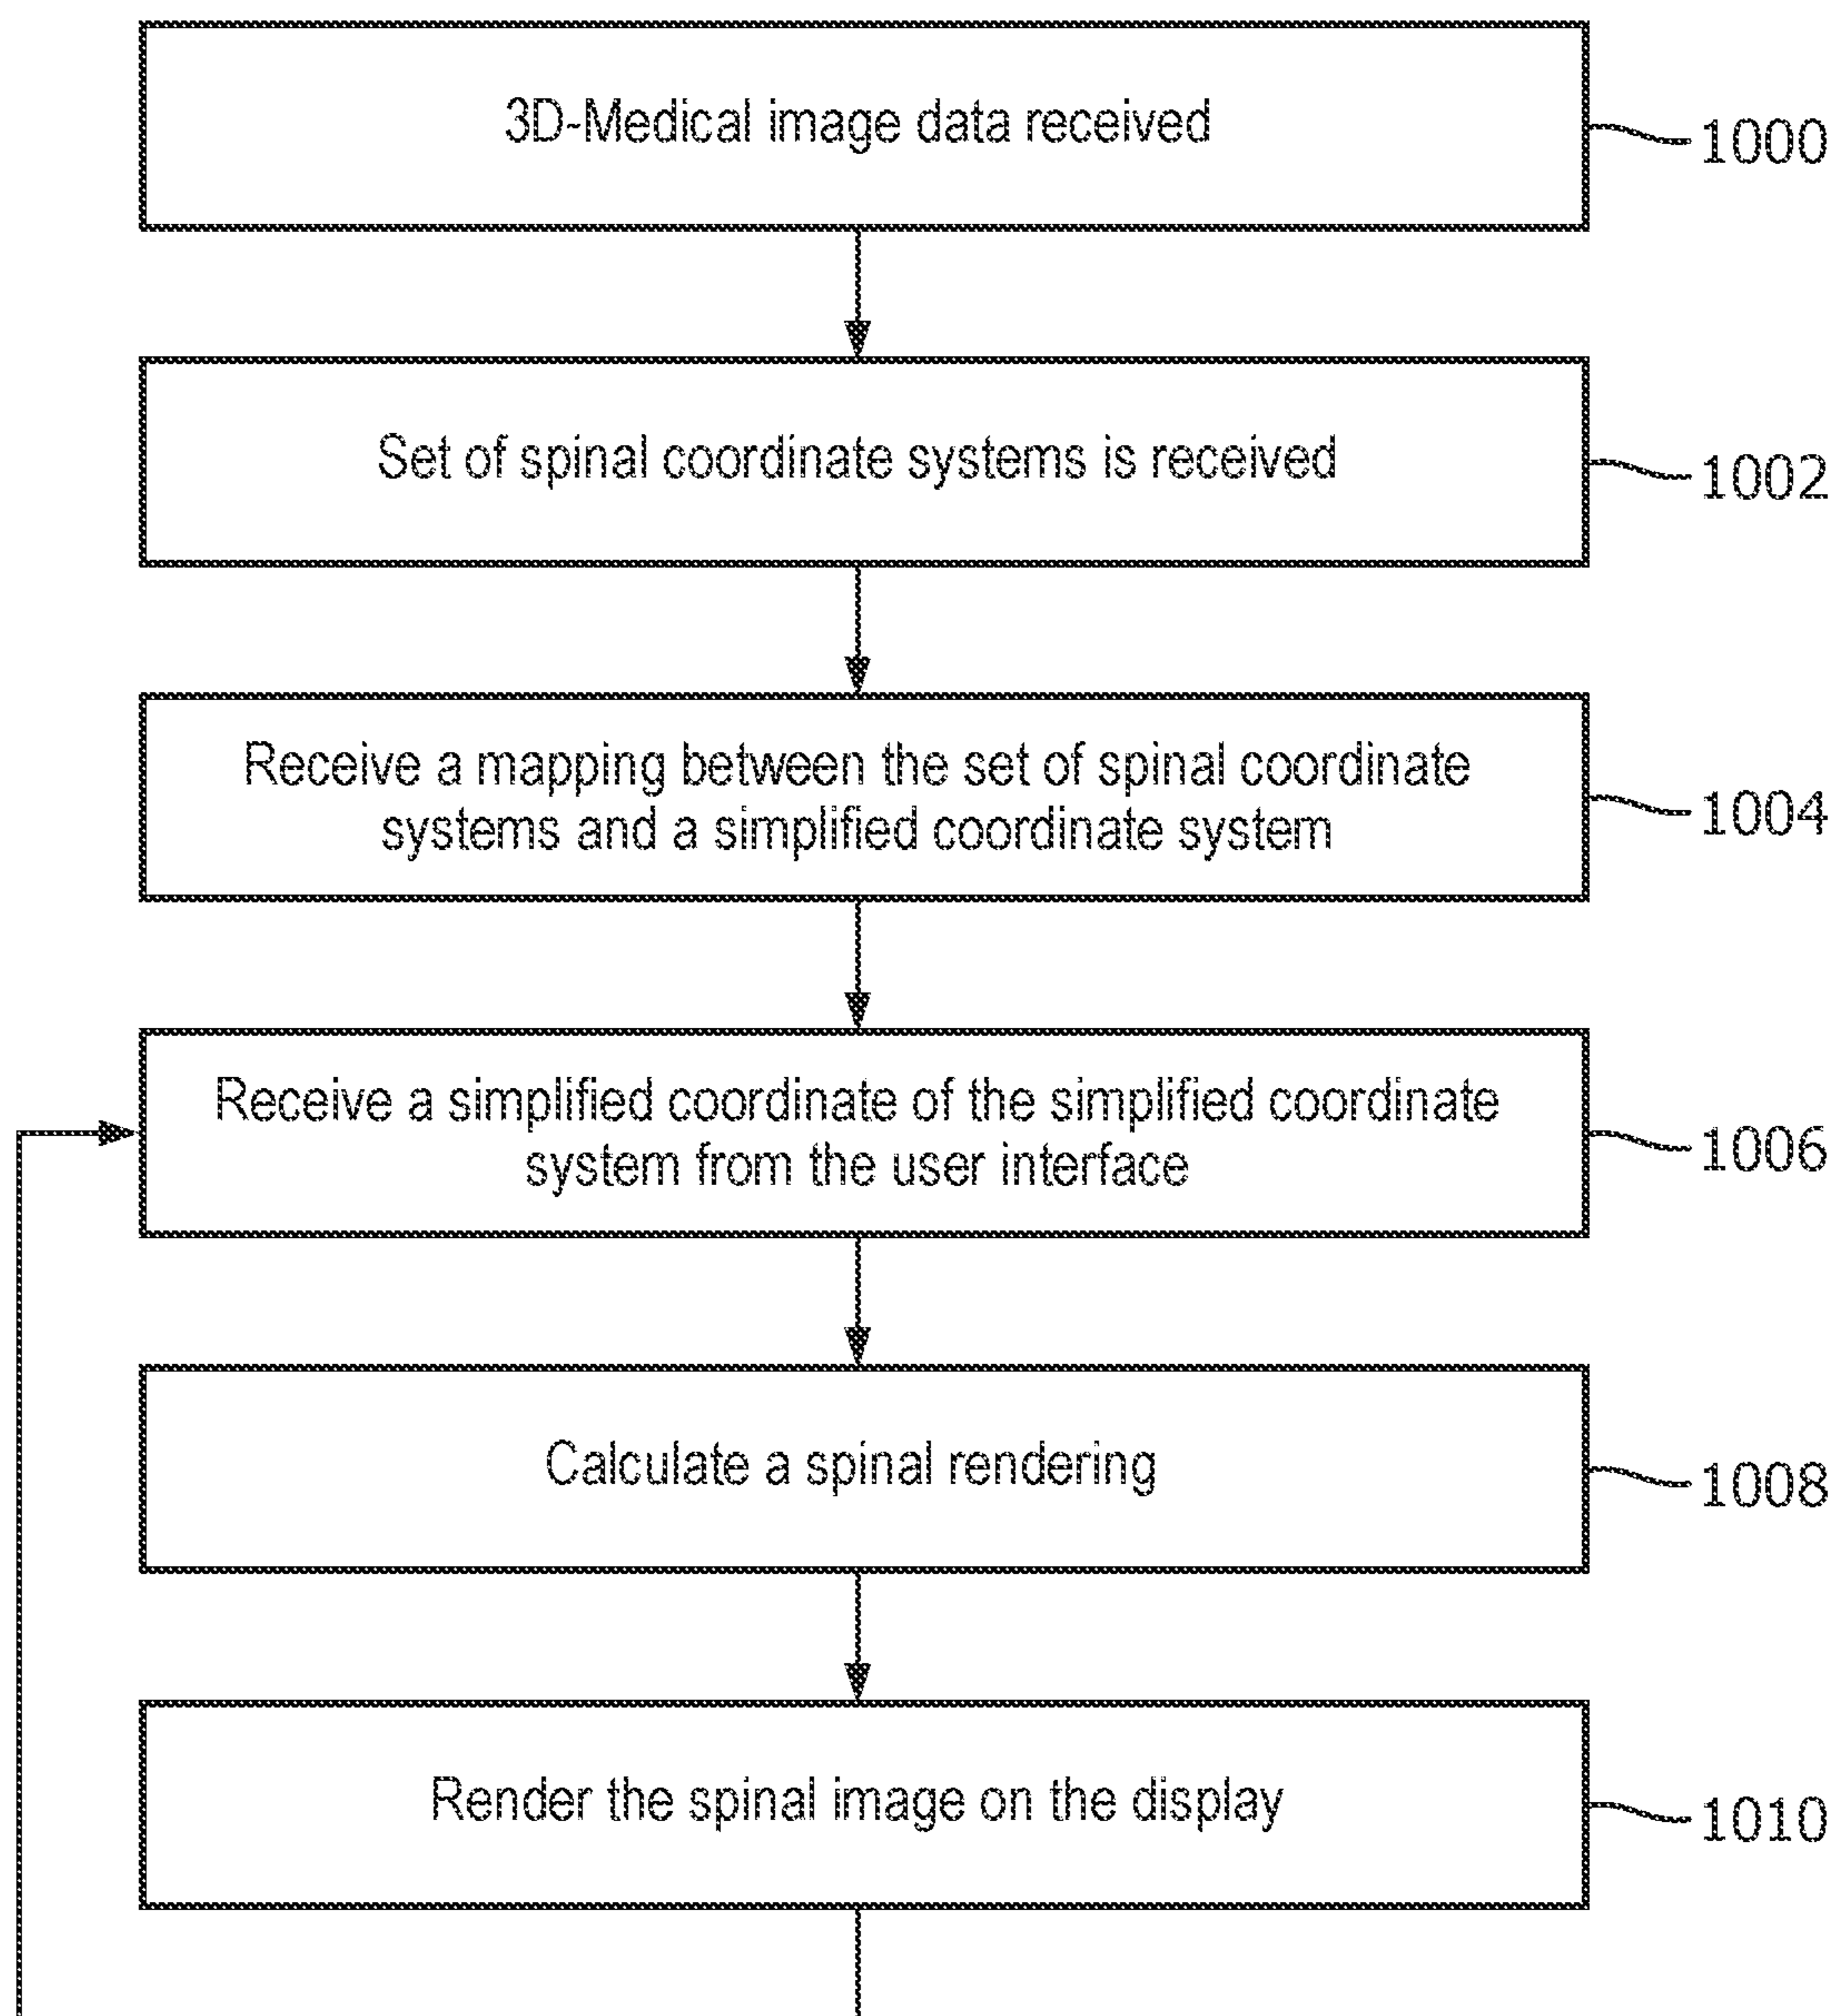 3D-Medical image data received
1000
Set of spinal coordinate systems is received
1002
Receive a mapping between the set of spinal coordinate
systems and a simplified coordinate system
1004
Receive a simplified coordinate of the simplified coordinate
system from the user interface
1006
Calculate a spinal rendering
1008
Render the spinal image on the display
1010